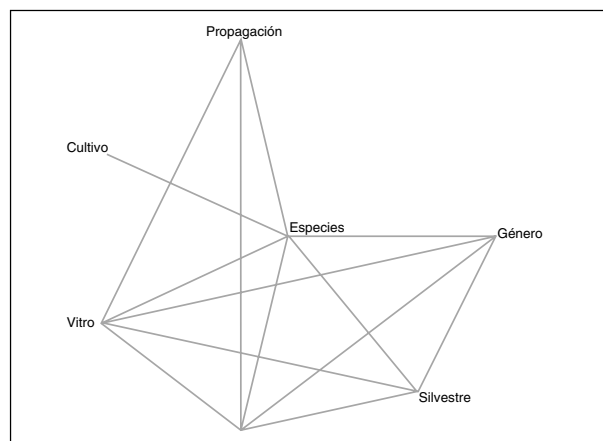 Propagación
Cultivo
Especies
Género
Vitro
Silvestre